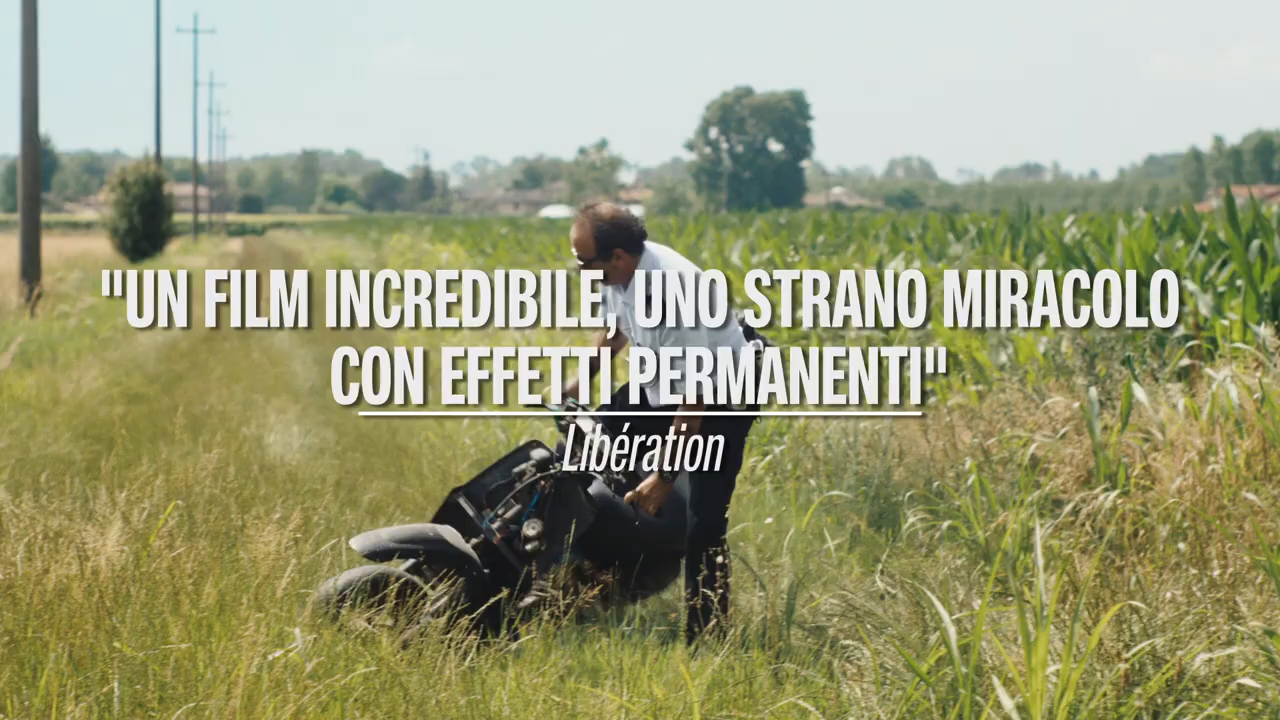 "UN FILM INCREDIBILE, UNO STRANO MIRACOLO
CON EFFETTI PERMANENTI"
Libération